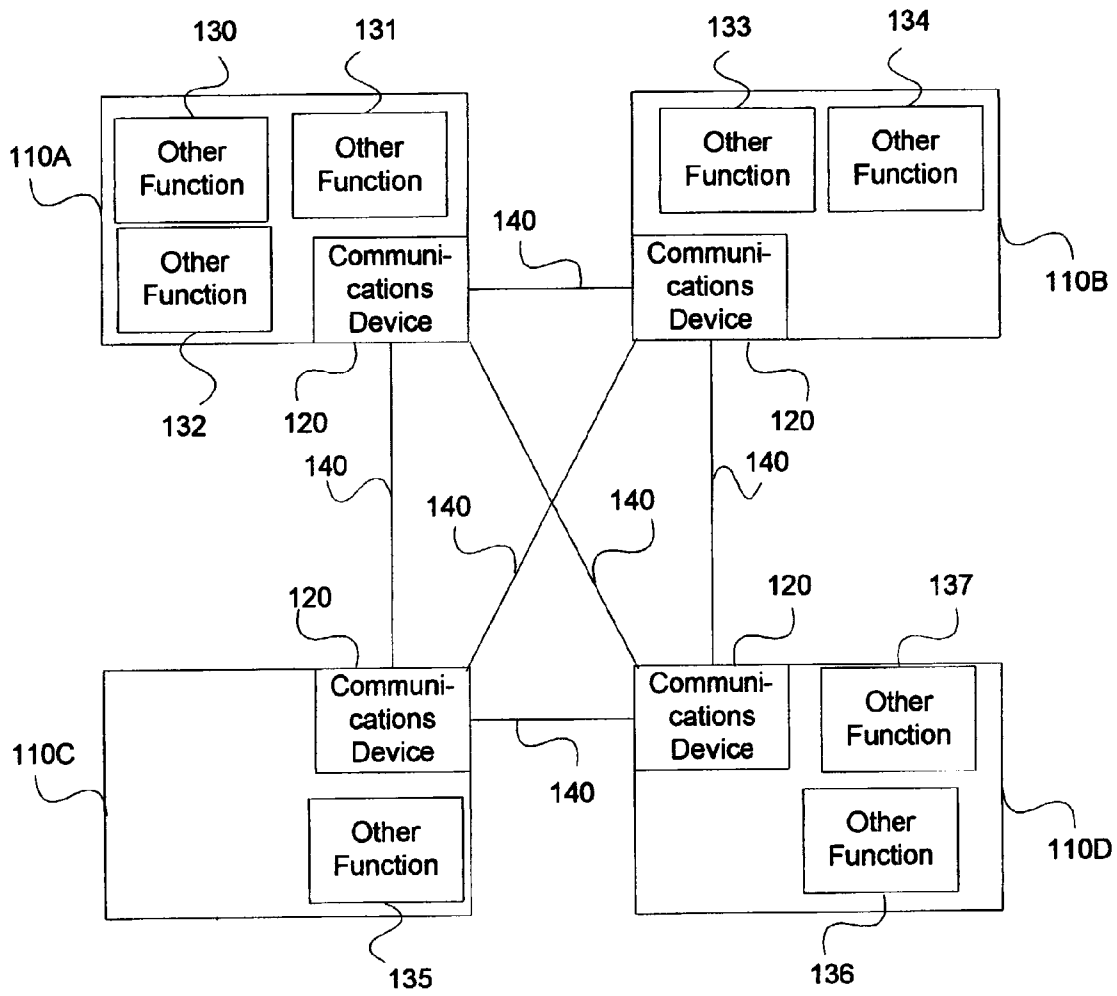 130
131
133
134
110A
Other
Function
Other
Function
Other
Function
Other
Function
Other
Function
Communi-
cations
Device
140
Communi-
cations
Device
110B
132
120
120
140
140
140
140
120
120
137
110C
Communi-
cations
Device
140
Communi-
cations
Device
Other
Function
Other
Function
Other
Function
110D
135
136